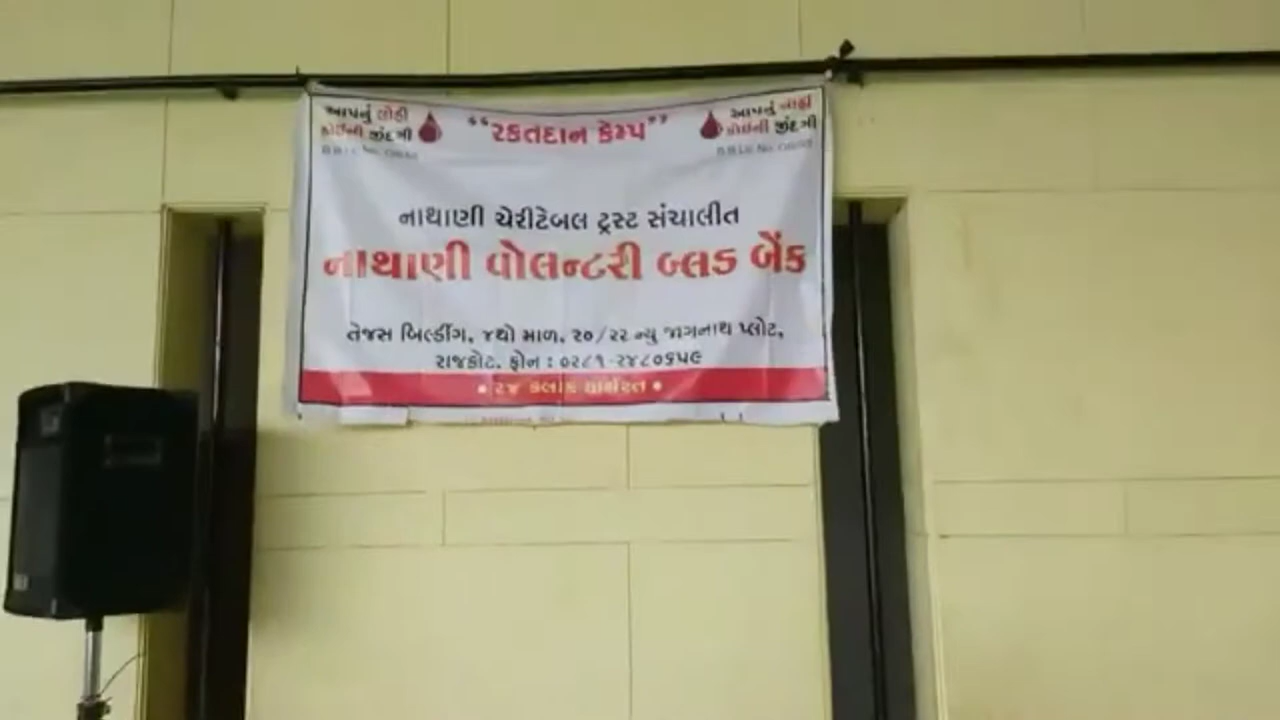 આપનું લોહી
કોઈની જીંદગી
"રકતદાન કેમ્પ"
આપનું લોહી
કોઈની જીંદગી
નાથાણી ચેરીટેબલ ટ્રસ્ટ સંચાલીત
નાથાણી વોલન્ટરી બ્લડ બેંક
તેજસ બિલ્ડીંગ, ૪થો માળ, ૨૦/૨૨ ન્યુ જાગનાથ પ્લોટ,
રાજકોટ. ફોન : ૦૨૮૧-૨૪૮૦૬૫૯
• ૨૪ કલાક કાર્યરત •